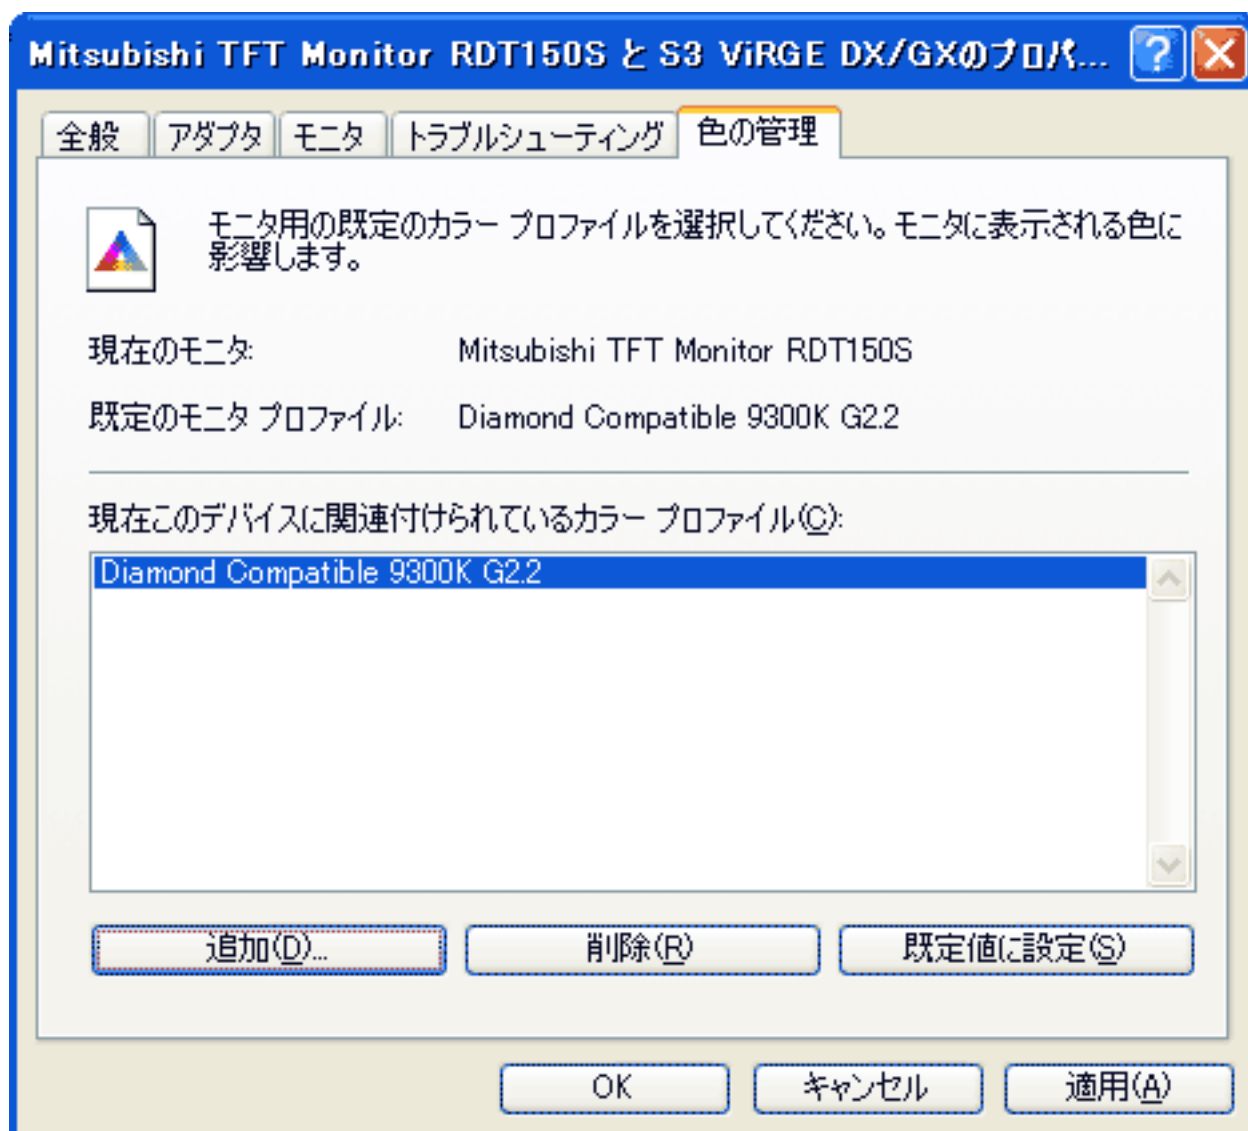 Mitsubishi TFT Monitor RDT150S と S3 ViRGE DX/GXのプロパ...
全般 アダプタ モニタ トラブルシューティング 色の管理
モニタ用の既定のカラー プロファイルを選択してください。モニタに表示される色に
影響します。
現在のモニタ: Mitsubishi TFT Monitor RDT150S
既定のモニタ プロファイル: Diamond Compatible 9300K G2.2
現在このデバイスに関連付けられているカラー プロファイル(C):
Diamond Compatible 9300K G2.2
追加(D)... 削除(R) 既定値に設定(S)
OK キャンセル 適用(A)